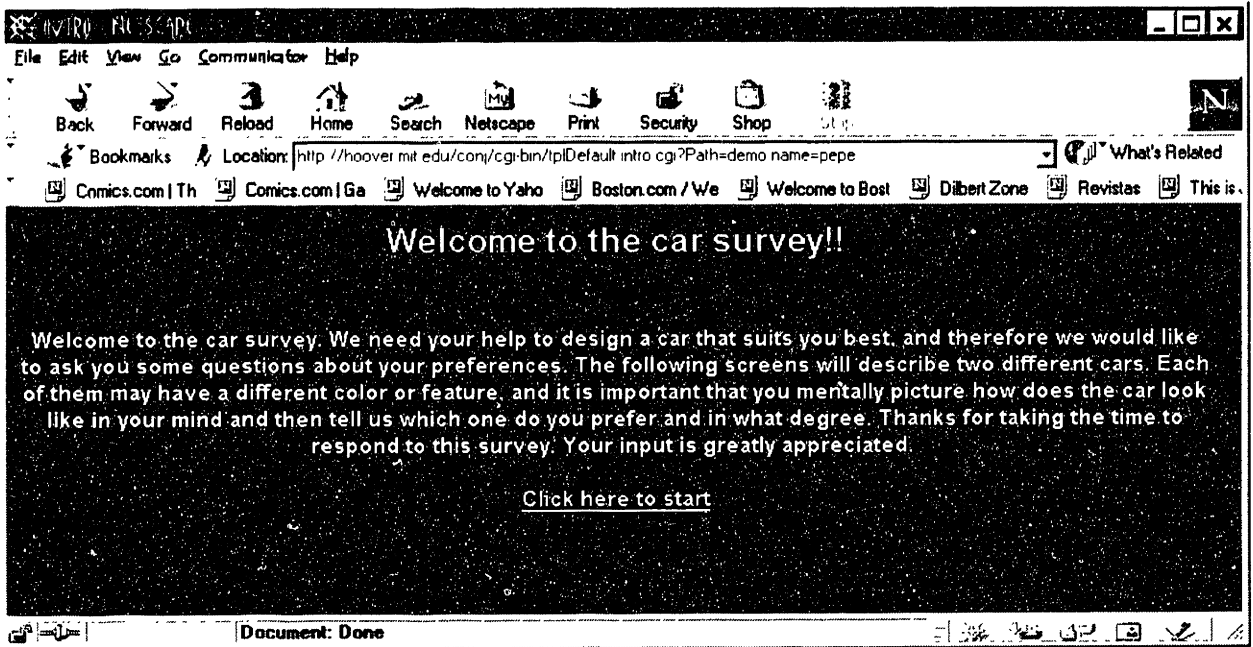 INTRO - NETSCAPE
File Edit View Go Communicator Help
My
N
Back Forward Reload Home Search Netscape Print Security Shop Stop
Bookmarks Location: http //hoover mit edu/conj/cgi-bin/tplDefault intro cgi?Path=demo name=pepe What's Related
Comics.com | Th Comics.com | Ga Welcome to Yaho Boston.com / We Welcome to Bost Dilbert Zone Revistas This is
Welcome to the car survey!!
Welcome to the car survey. We need your help to design a car that suits you best, and therefore we would like
to ask you some questions about your preferences. The following screens will describe two different cars. Each
of them may have a different color or feature, and it is important that you mentally picture how does the car look
like in your mind and then tell us which one do you prefer and in what degree. Thanks for taking the time to
respond to this survey. Your input is greatly appreciated.
Click here to start
Document: Done